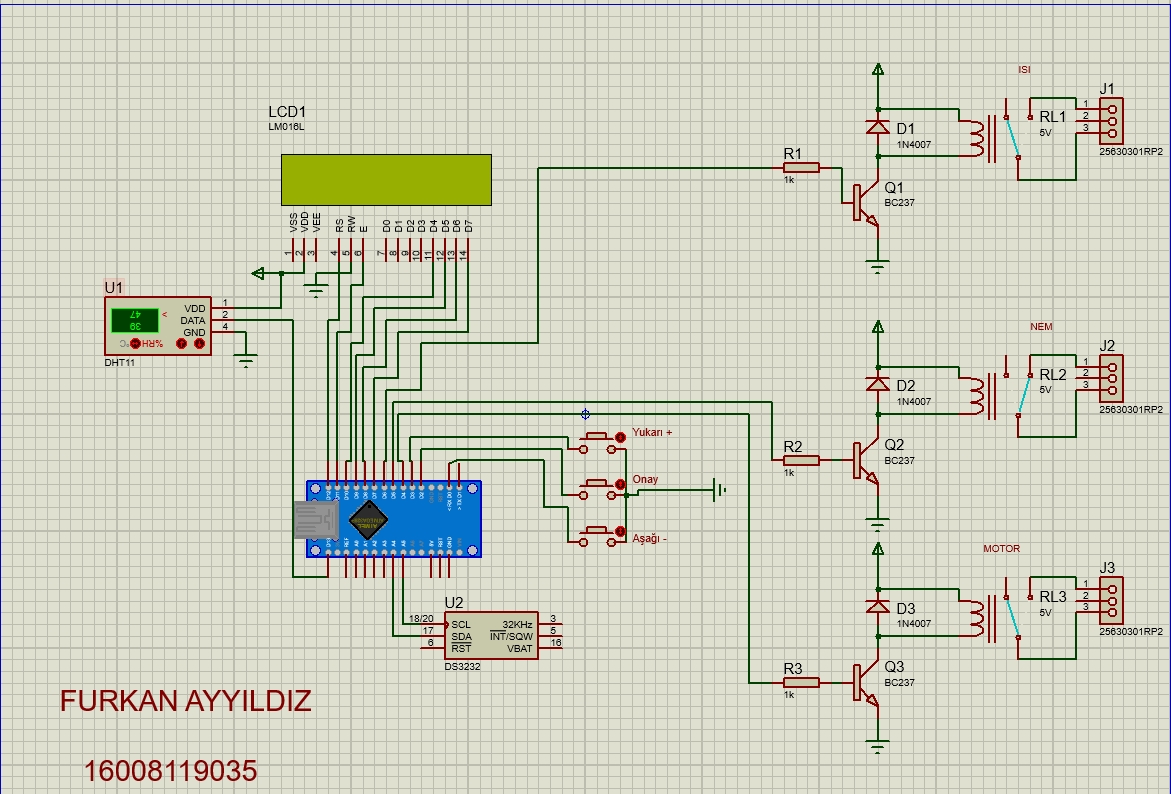 LCD1
LM016L
VSS VDD VEE RS RW E D0 D1 D2 D3 D4 D5 D6 D7
1 2 3 4 5 6 7 8 9 10 11 12 13 14
U1
VDD 1
DATA 2
GND 4
47
39
>
%RH °C
DHT11
Yukarı +
Onay
Aşağı -
U2
18/20 SCL 32KHz 3
17 SDA INT/SQW 5
6 RST VBAT 16
DS3232
R1
1k
D1
1N4007
Q1
BC237
ISI
RL1
5V
J1
1
2
3
25630301RP2
R2
1k
D2
1N4007
Q2
BC237
NEM
RL2
5V
J2
1
2
3
25630301RP2
R3
1k
D3
1N4007
Q3
BC237
MOTOR
RL3
5V
J3
1
2
3
25630301RP2
FURKAN AYYILDIZ
16008119035